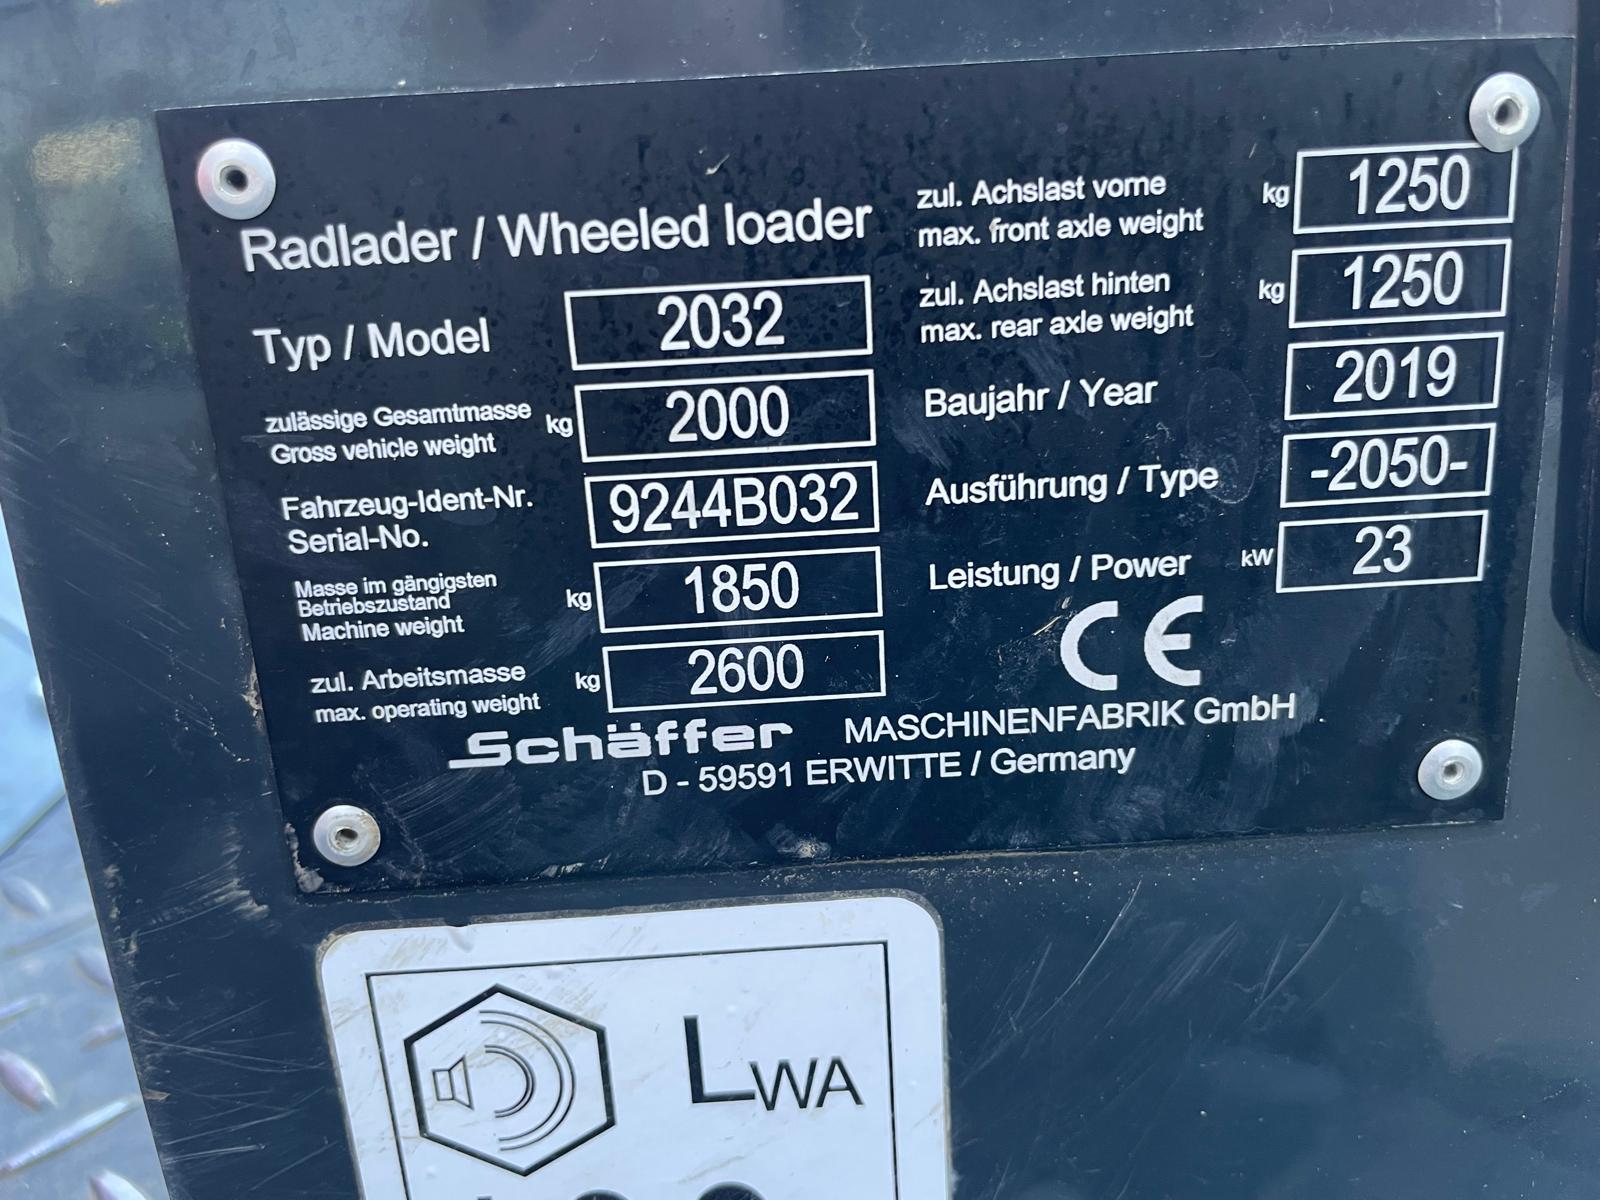 Radlader / Wheeled loader
Typ / Model 2032
zulässige Gesamtmasse
Gross vehicle weight kg 2000
Fahrzeug-Ident-Nr.
Serial-No. 9244B032
Masse im gängigsten
Betriebszustand
Machine weight kg 1850
zul. Arbeitsmasse
max. operating weight kg 2600
zul. Achslast vorne
max. front axle weight kg 1250
zul. Achslast hinten
max. rear axle weight kg 1250
Baujahr / Year 2019
Ausführung / Type -2050-
Leistung / Power kW 23
CE
Schäffer MASCHINENFABRIK GmbH
D - 59591 ERWITTE / Germany
LWA